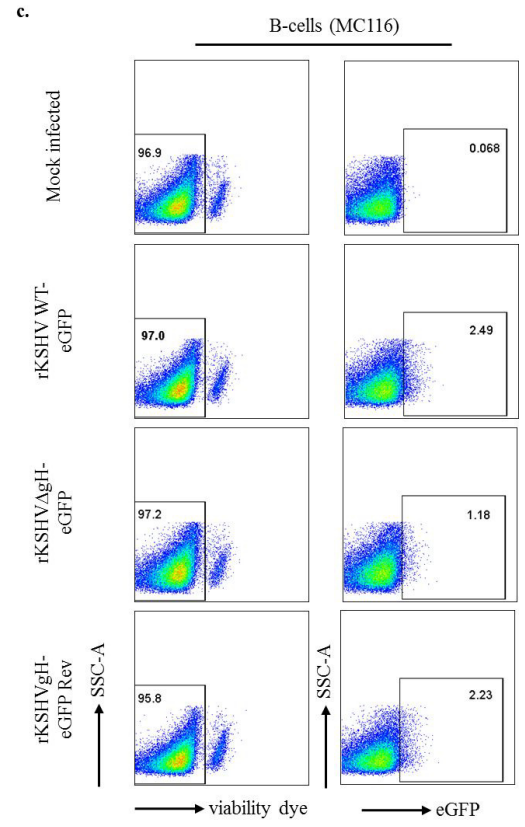 c.
B-cells (MC116)
Mock infected
96.9
0.068
rKSHV WT-
eGFP
97.0
2.49
rKSHVΔgH-
eGFP
97.2
1.18
rKSHVgH-
eGFP Rev
95.8
2.23
SSC-A
SSC-A
viability dye
eGFP